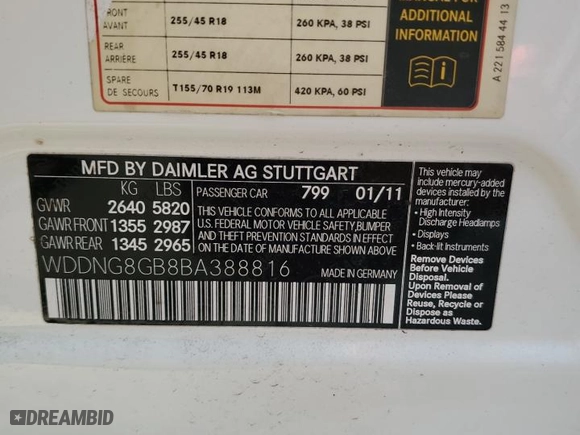 FRONT
AVANT
255/45 R18
260 KPA, 38 PSI
REAR
ARRIÈRE
255/45 R18
260 KPA, 38 PSI
SPARE
DE SECOURS
T155/70 R19 113M
420 KPA, 60 PSI
MANUAL FOR
ADDITIONAL
INFORMATION
A 221 584 44 13
MFD BY DAIMLER AG STUTTGART
KG LBS
GVWR 2640 5820
GAWR FRONT 1355 2987
GAWR REAR 1345 2965
PASSENGER CAR 799 01/11
THIS VEHICLE CONFORMS TO ALL APPLICABLE
U.S. FEDERAL MOTOR VEHICLE SAFETY, BUMPER
AND THEFT PREVENTION STANDARDS IN EFFECT
ON THE DATE OF MANUFACTURE SHOWN ABOVE.
WDDNG8GB8BA388816
MADE IN GERMANY
This vehicle may
include mercury-added
devices installed by the
manufacturer:
• High Intensity
Discharge Headlamps
• Displays
• Back-lit Instruments
Remove Devices
Before Vehicle
Disposal.
Upon Removal of
Devices Please
Reuse, Recycle or
Dispose as
Hazardous Waste.
DREAMBID